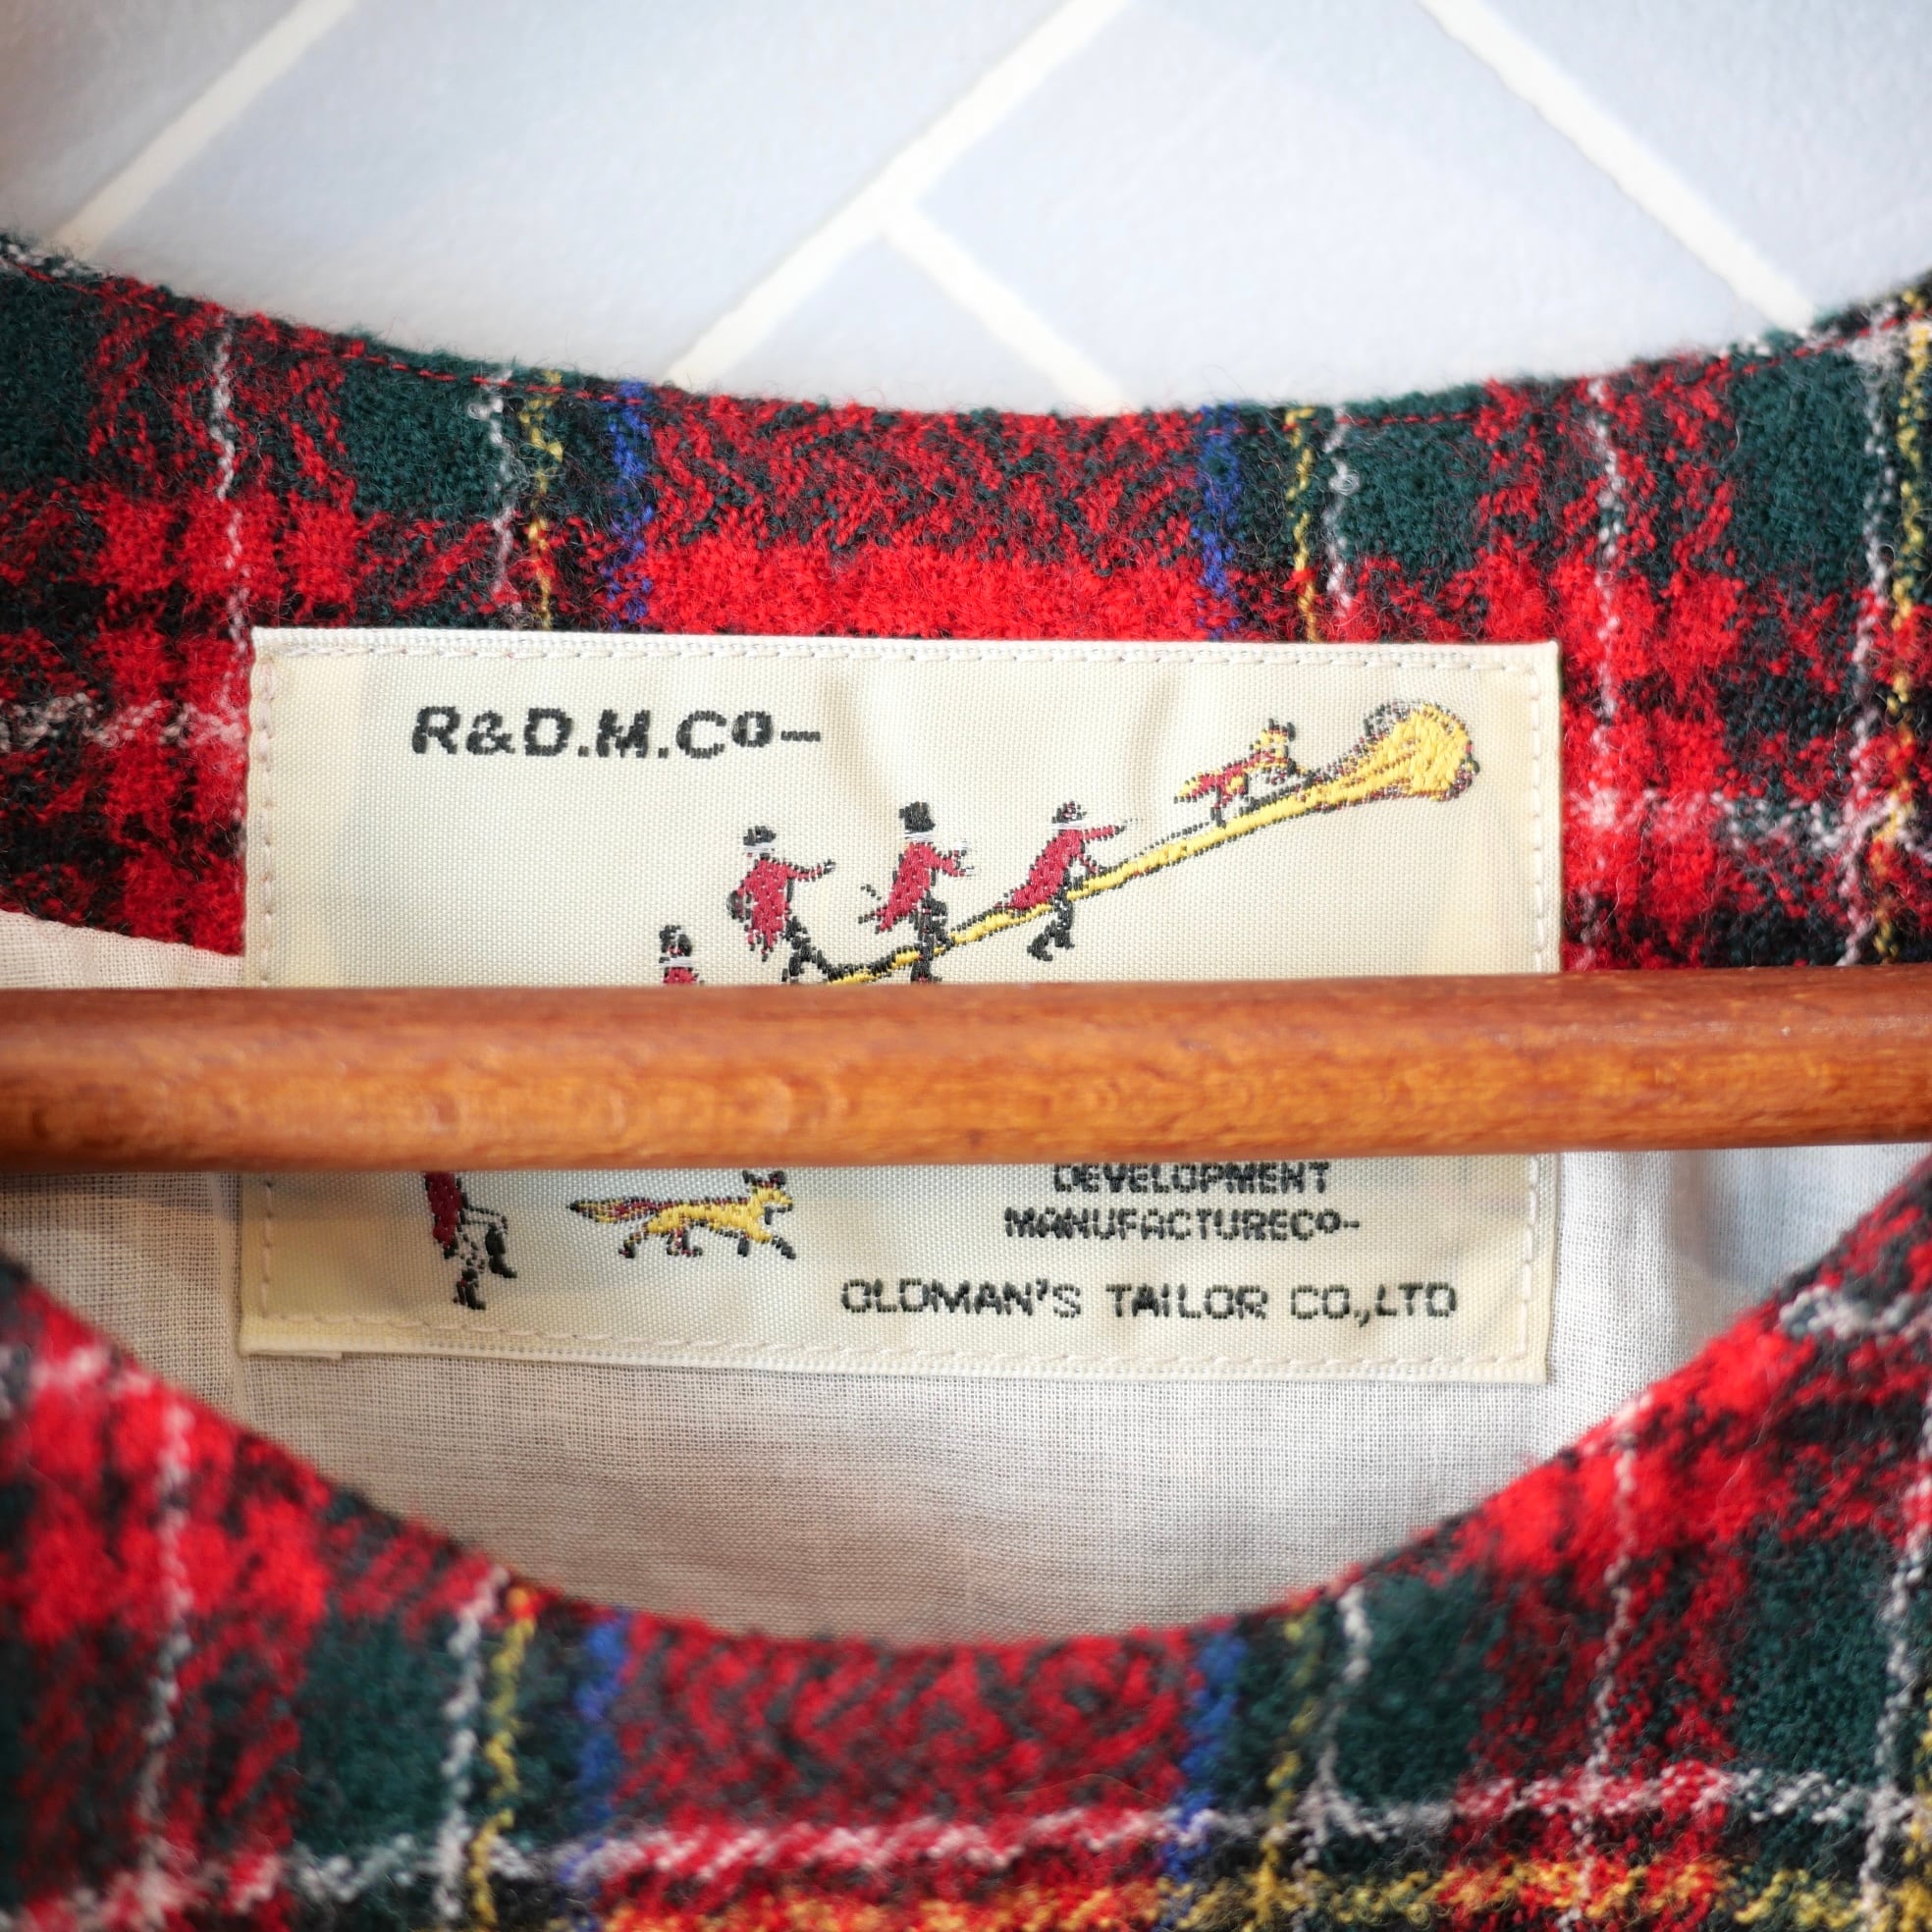 R&D.M.Co-
DEVELOPMENT
MANUFACTURECO-
OLDMAN'S TAILOR CO.,LTD